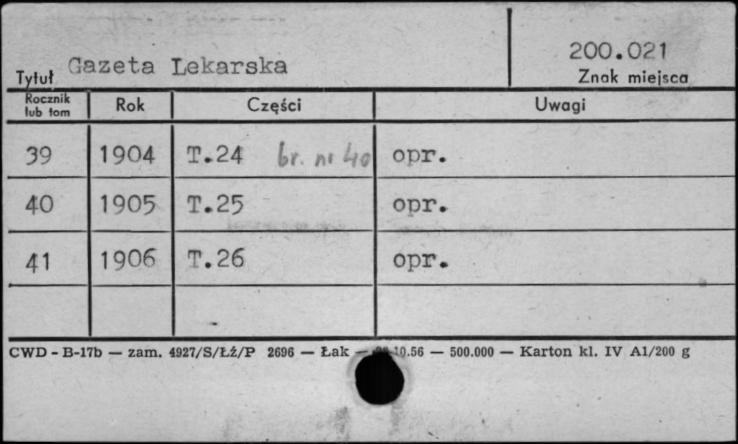 200.021
Tytuł Gazeta Lekarska Znak miejsca
Rocznik lub tom Rok Części Uwagi
39 1904 T.24 br. nr 40 opr.
40 1905 T.25 opr.
41 1906 T.26 opr.
CWD - B-17b — zam. 4927/S/Łź/P 2696 — Łak — 10.56 — 500.000 — Karton kl. IV A1/200 g